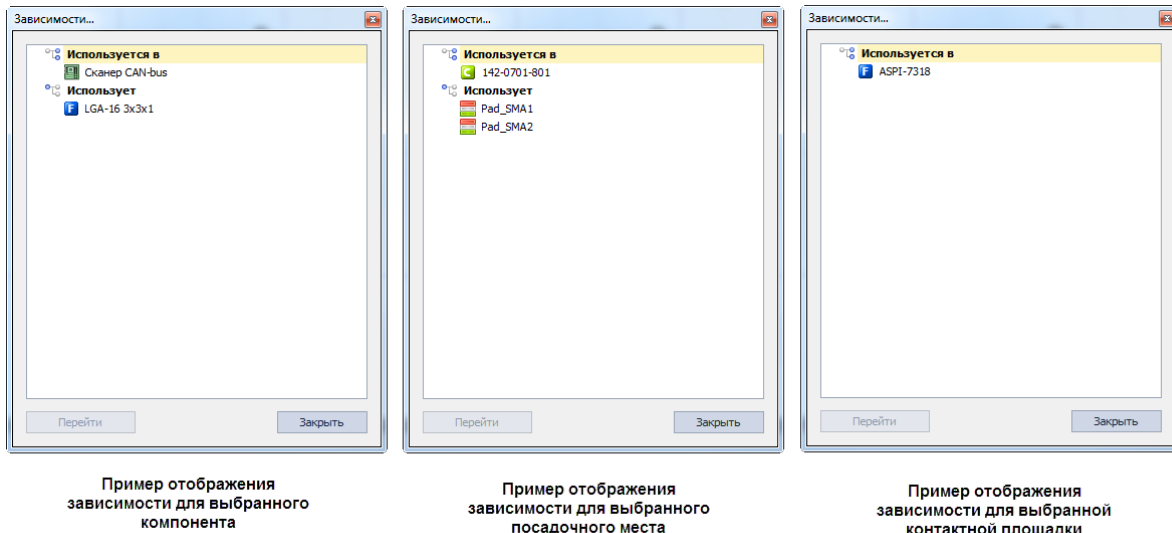 Зависимости...
Используется в
Сканер CAN-bus
Использует
LGA-16 3x3x1
Перейти
Закрыть
Пример отображения
зависимости для выбранного
компонента
Зависимости...
Используется в
142-0701-801
Использует
Pad_SMA1
Pad_SMA2
Перейти
Закрыть
Пример отображения
зависимости для выбранного
посадочного места
Зависимости...
Используется в
ASPI-7318
Перейти
Закрыть
Пример отображения
зависимости для выбранной
контактной площадки